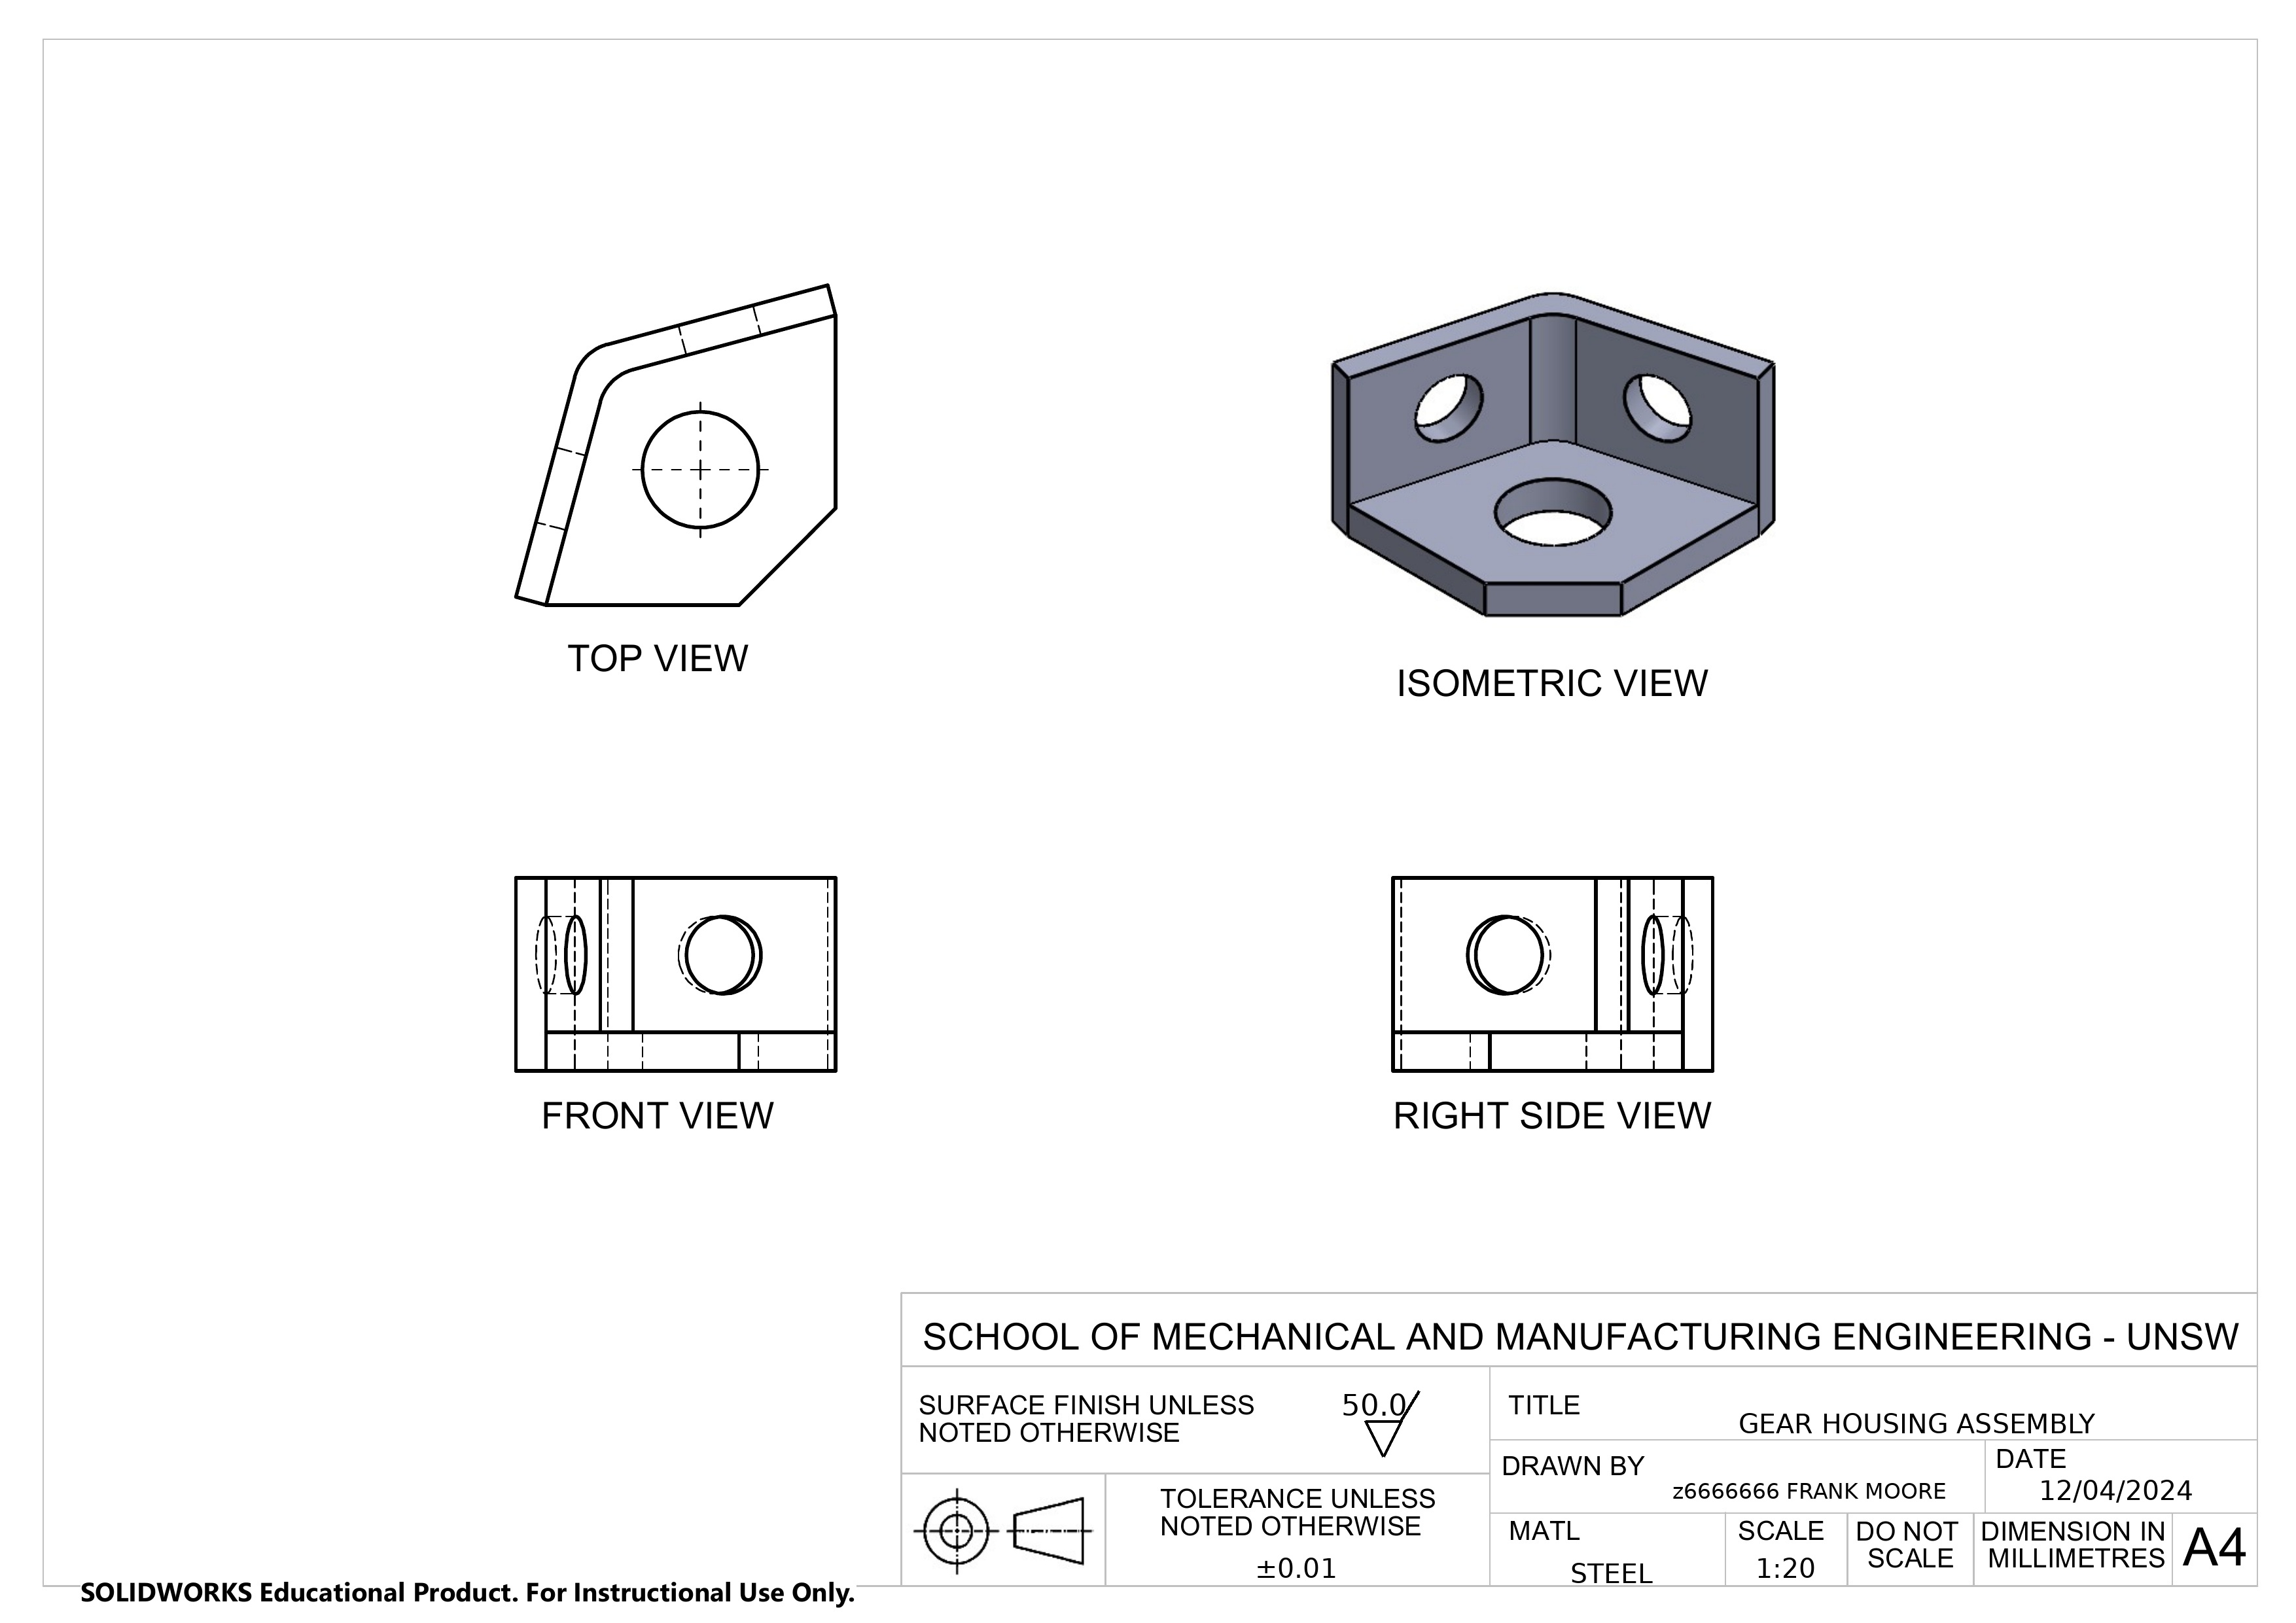 TOP VIEW
ISOMETRIC VIEW
FRONT VIEW
RIGHT SIDE VIEW
SCHOOL OF MECHANICAL AND MANUFACTURING ENGINEERING - UNSW
SURFACE FINISH UNLESS
NOTED OTHERWISE
50.0
TITLE
GEAR HOUSING ASSEMBLY
DRAWN BY
z6666666 FRANK MOORE
DATE
12/04/2024
TOLERANCE UNLESS
NOTED OTHERWISE
±0.01
MATL
STEEL
SCALE
1:20
DO NOT
SCALE
DIMENSION IN
MILLIMETRES
A4
SOLIDWORKS Educational Product. For Instructional Use Only.